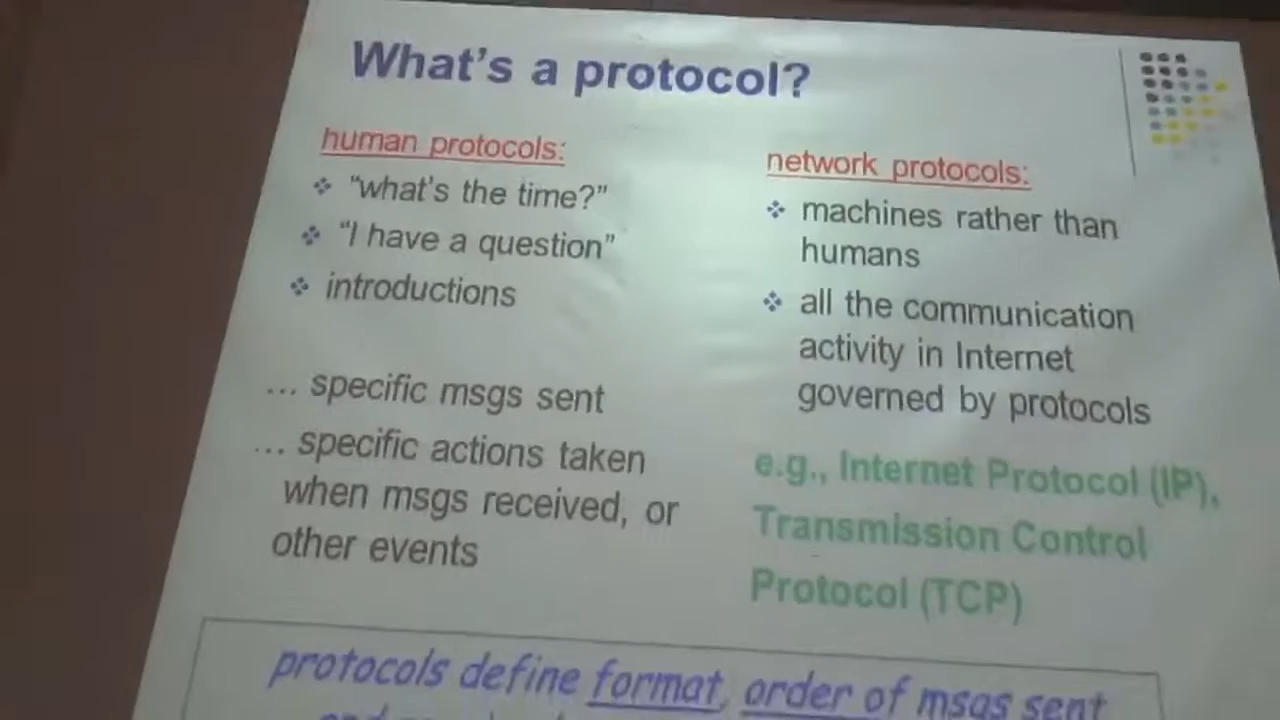 What's a protocol?
human protocols:
“what's the time?”
“I have a question”
introductions
... specific msgs sent
... specific actions taken
when msgs received, or
other events
network protocols:
machines rather than
humans
all the communication
activity in Internet
governed by protocols
e.g., Internet Protocol (IP),
Transmission Control
Protocol (TCP)
protocols define format, order of msgs sent
and